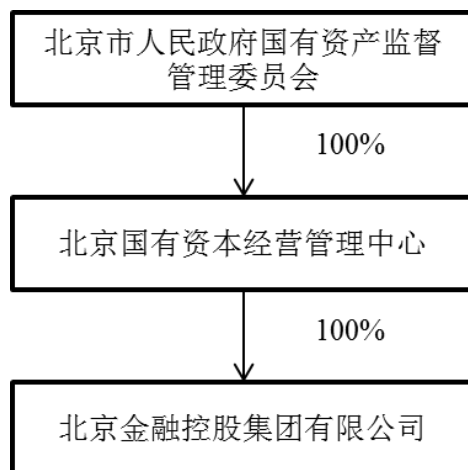 北京市人民政府国有资产监督
管理委员会
100%
北京国有资本经营管理中心
100%
北京金融控股集团有限公司